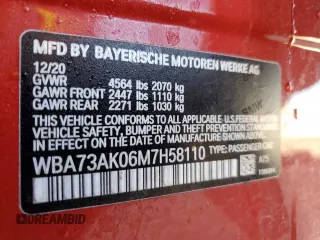 MFD BY BAYERISCHE MOTOREN WERKE AG
12/20
GVWR 4564 lbs 2070 kg
GAWR FRONT 2447 lbs 1110 kg
GAWR REAR 2271 lbs 1030 kg
THIS VEHICLE CONFORMS TO ALL APPLICABLE
U.S. FEDERAL MOTOR VEHICLE SAFETY, BUMPER,
AND THEFT PREVENTION STANDARDS
IN EFFECT ON THE DATE OF MANUFACTURE SHOWN ABOVE
WBA73AK06M7H58110 TYPE: PASSENGER CAR
A75
DREAMBID